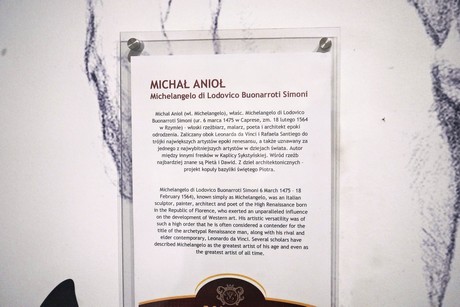 MICHAŁ ANIOŁ
Michelangelo di Lodovico Buonarroti Simoni
Michał Anioł (wł. Michelangelo), właśc. Michelangelo di Lodovico
Buonarroti Simoni (ur. 6 marca 1475 w Caprese, zm. 18 lutego 1564
w Rzymie) – włoski rzeźbiarz, malarz, poeta i architekt epoki
odrodzenia. Zaliczany obok Leonarda da Vinci i Rafaela Santiego do
trójki największych artystów epoki renesansu, a także uznawany za
jednego z najwybitniejszych artystów w dziejach świata. Autor
między innymi fresków w Kaplicy Sykstyńskiej. Wśród rzeźb
najbardziej znane są Pietà i Dawid. Z dzieł architektonicznych –
projekt kopuły bazyliki świętego Piotra.
Michelangelo di Lodovico Buonarroti Simoni 6 March 1475 – 18
February 1564), known simply as Michelangelo, was an Italian
sculptor, painter, architect and poet of the High Renaissance born
in the Republic of Florence, who exerted an unparalleled influence
on the development of Western art. His artistic versatility was of
such a high order that he is often considered a contender for the
title of the archetypal Renaissance man, along with his rival and
elder contemporary, Leonardo da Vinci. Several scholars have
described Michelangelo as the greatest artist of his age and even as
the greatest artist of all time.